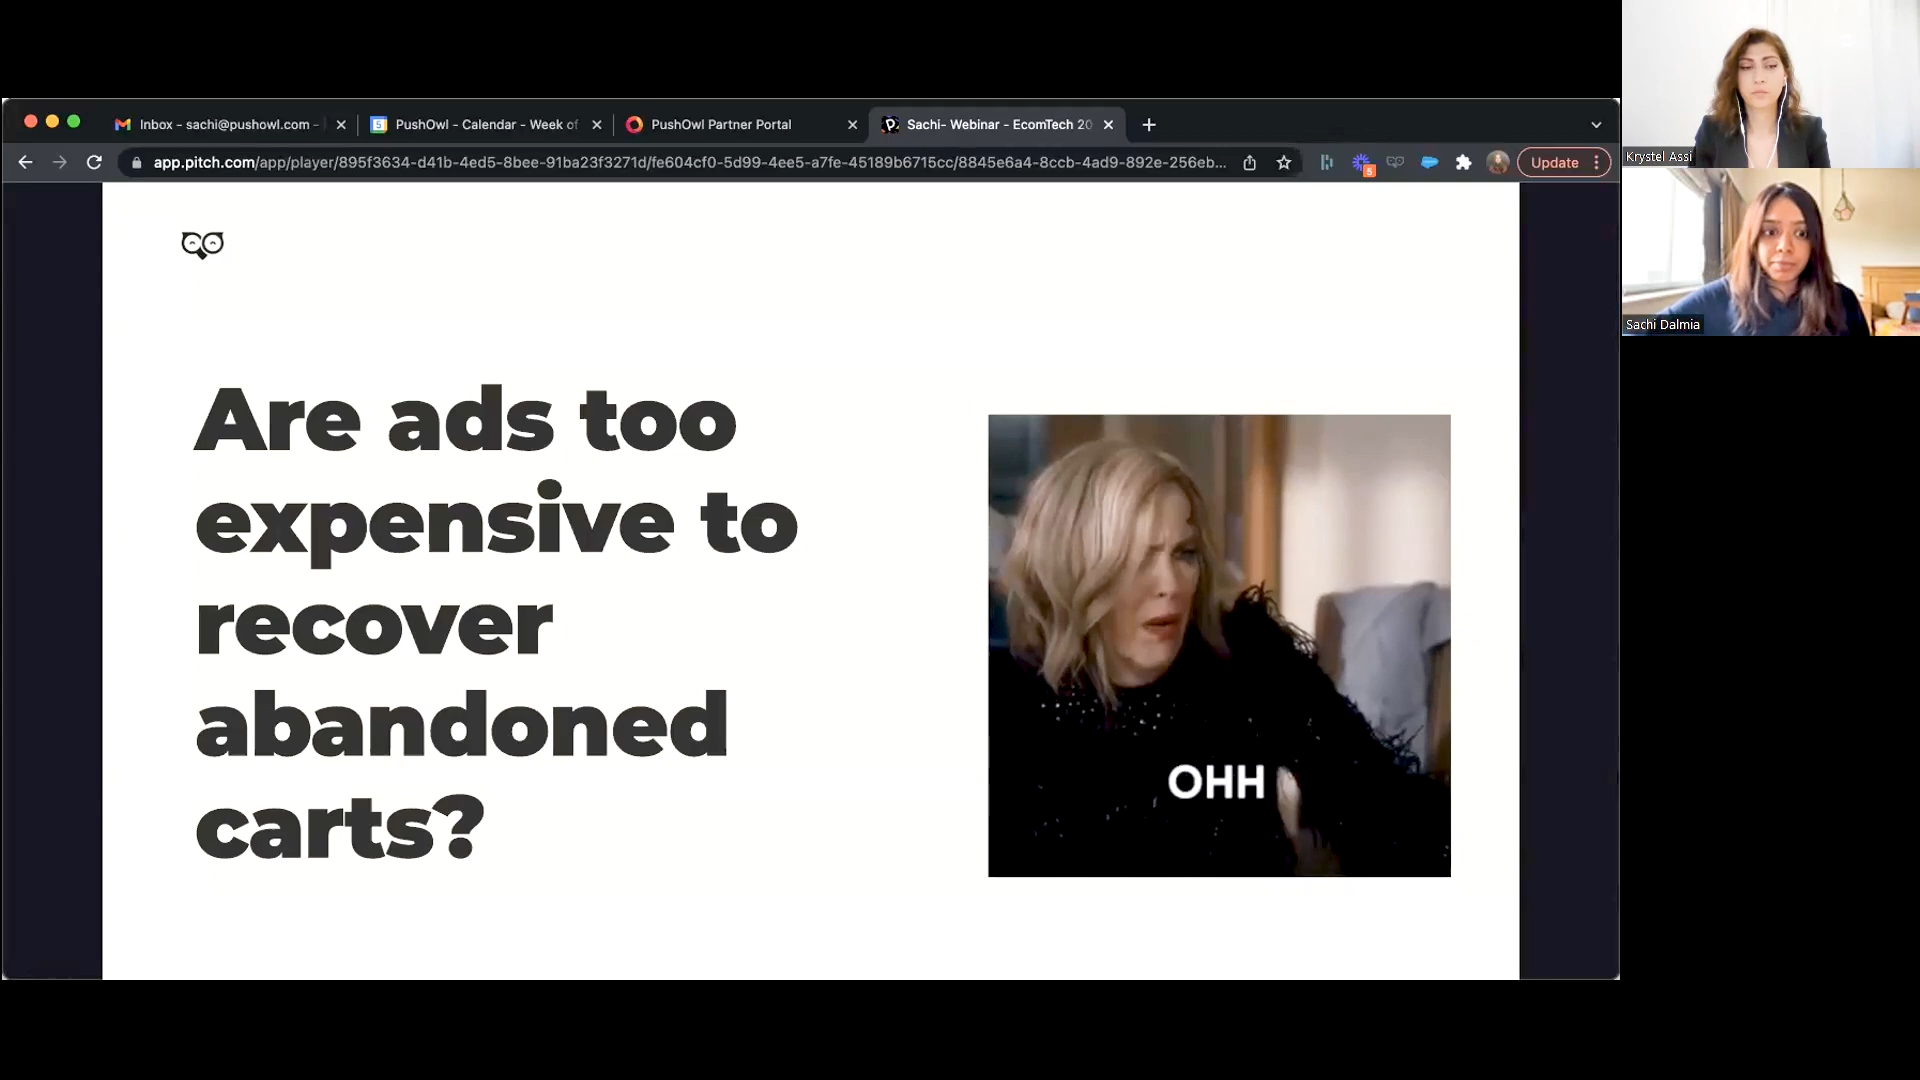 Inbox - sachi@pushowl.com -
PushOwl - Calendar - Week of
PushOwl Partner Portal
Sachi- Webinar - EcomTech 20
app.pitch.com/app/player/895f3634-d41b-4ed5-8bee-91ba23f3271d/fe604cf0-5d99-4ee5-a7fe-45189b6715cc/8845e6a4-8ccb-4ad9-892e-256eb...
5
Update
Are ads too
expensive to
recover
abandoned
carts?
OHH
Krystel Assi
Sachi Dalmia